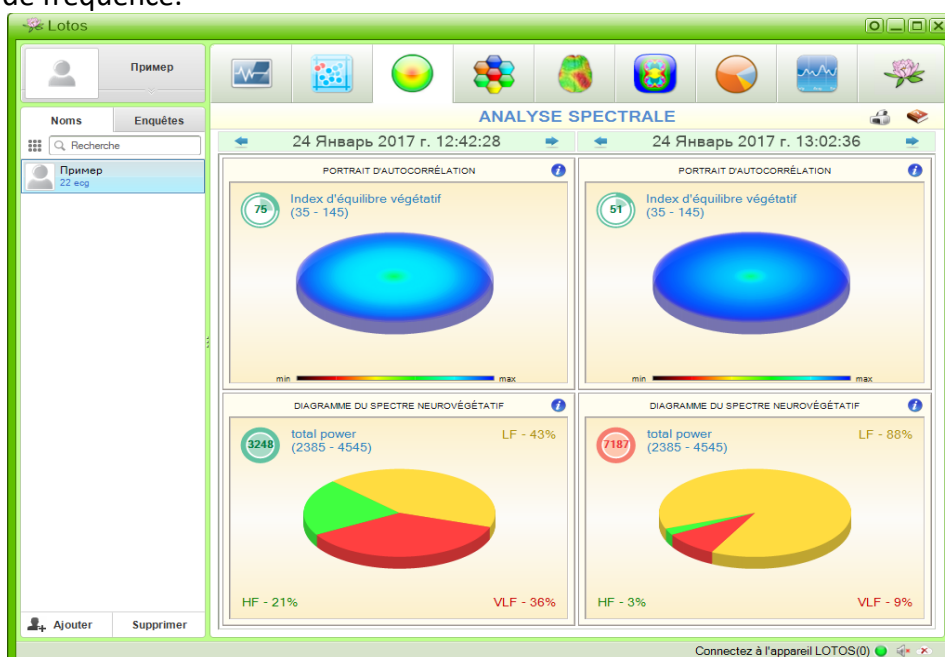 de fréquence.
Lotos
Пример
Noms
Enquêtes
Recherche
Пример
22 ecg
Ajouter
Supprimer
ANALYSE SPECTRALE
24 Январь 2017 г. 12:42:28
24 Январь 2017 г. 13:02:36
PORTRAIT D'AUTOCORRÉLATION
75
Index d'équilibre végétatif
(35 - 145)
min
max
PORTRAIT D'AUTOCORRÉLATION
51
Index d'équilibre végétatif
(35 - 145)
min
max
DIAGRAMME DU SPECTRE NEUROVÉGÉTATIF
3248
total power
(2385 - 4545)
LF - 43%
HF - 21%
VLF - 36%
DIAGRAMME DU SPECTRE NEUROVÉGÉTATIF
7187
total power
(2385 - 4545)
LF - 88%
HF - 3%
VLF - 9%
Connectez à l'appareil LOTOS(0)